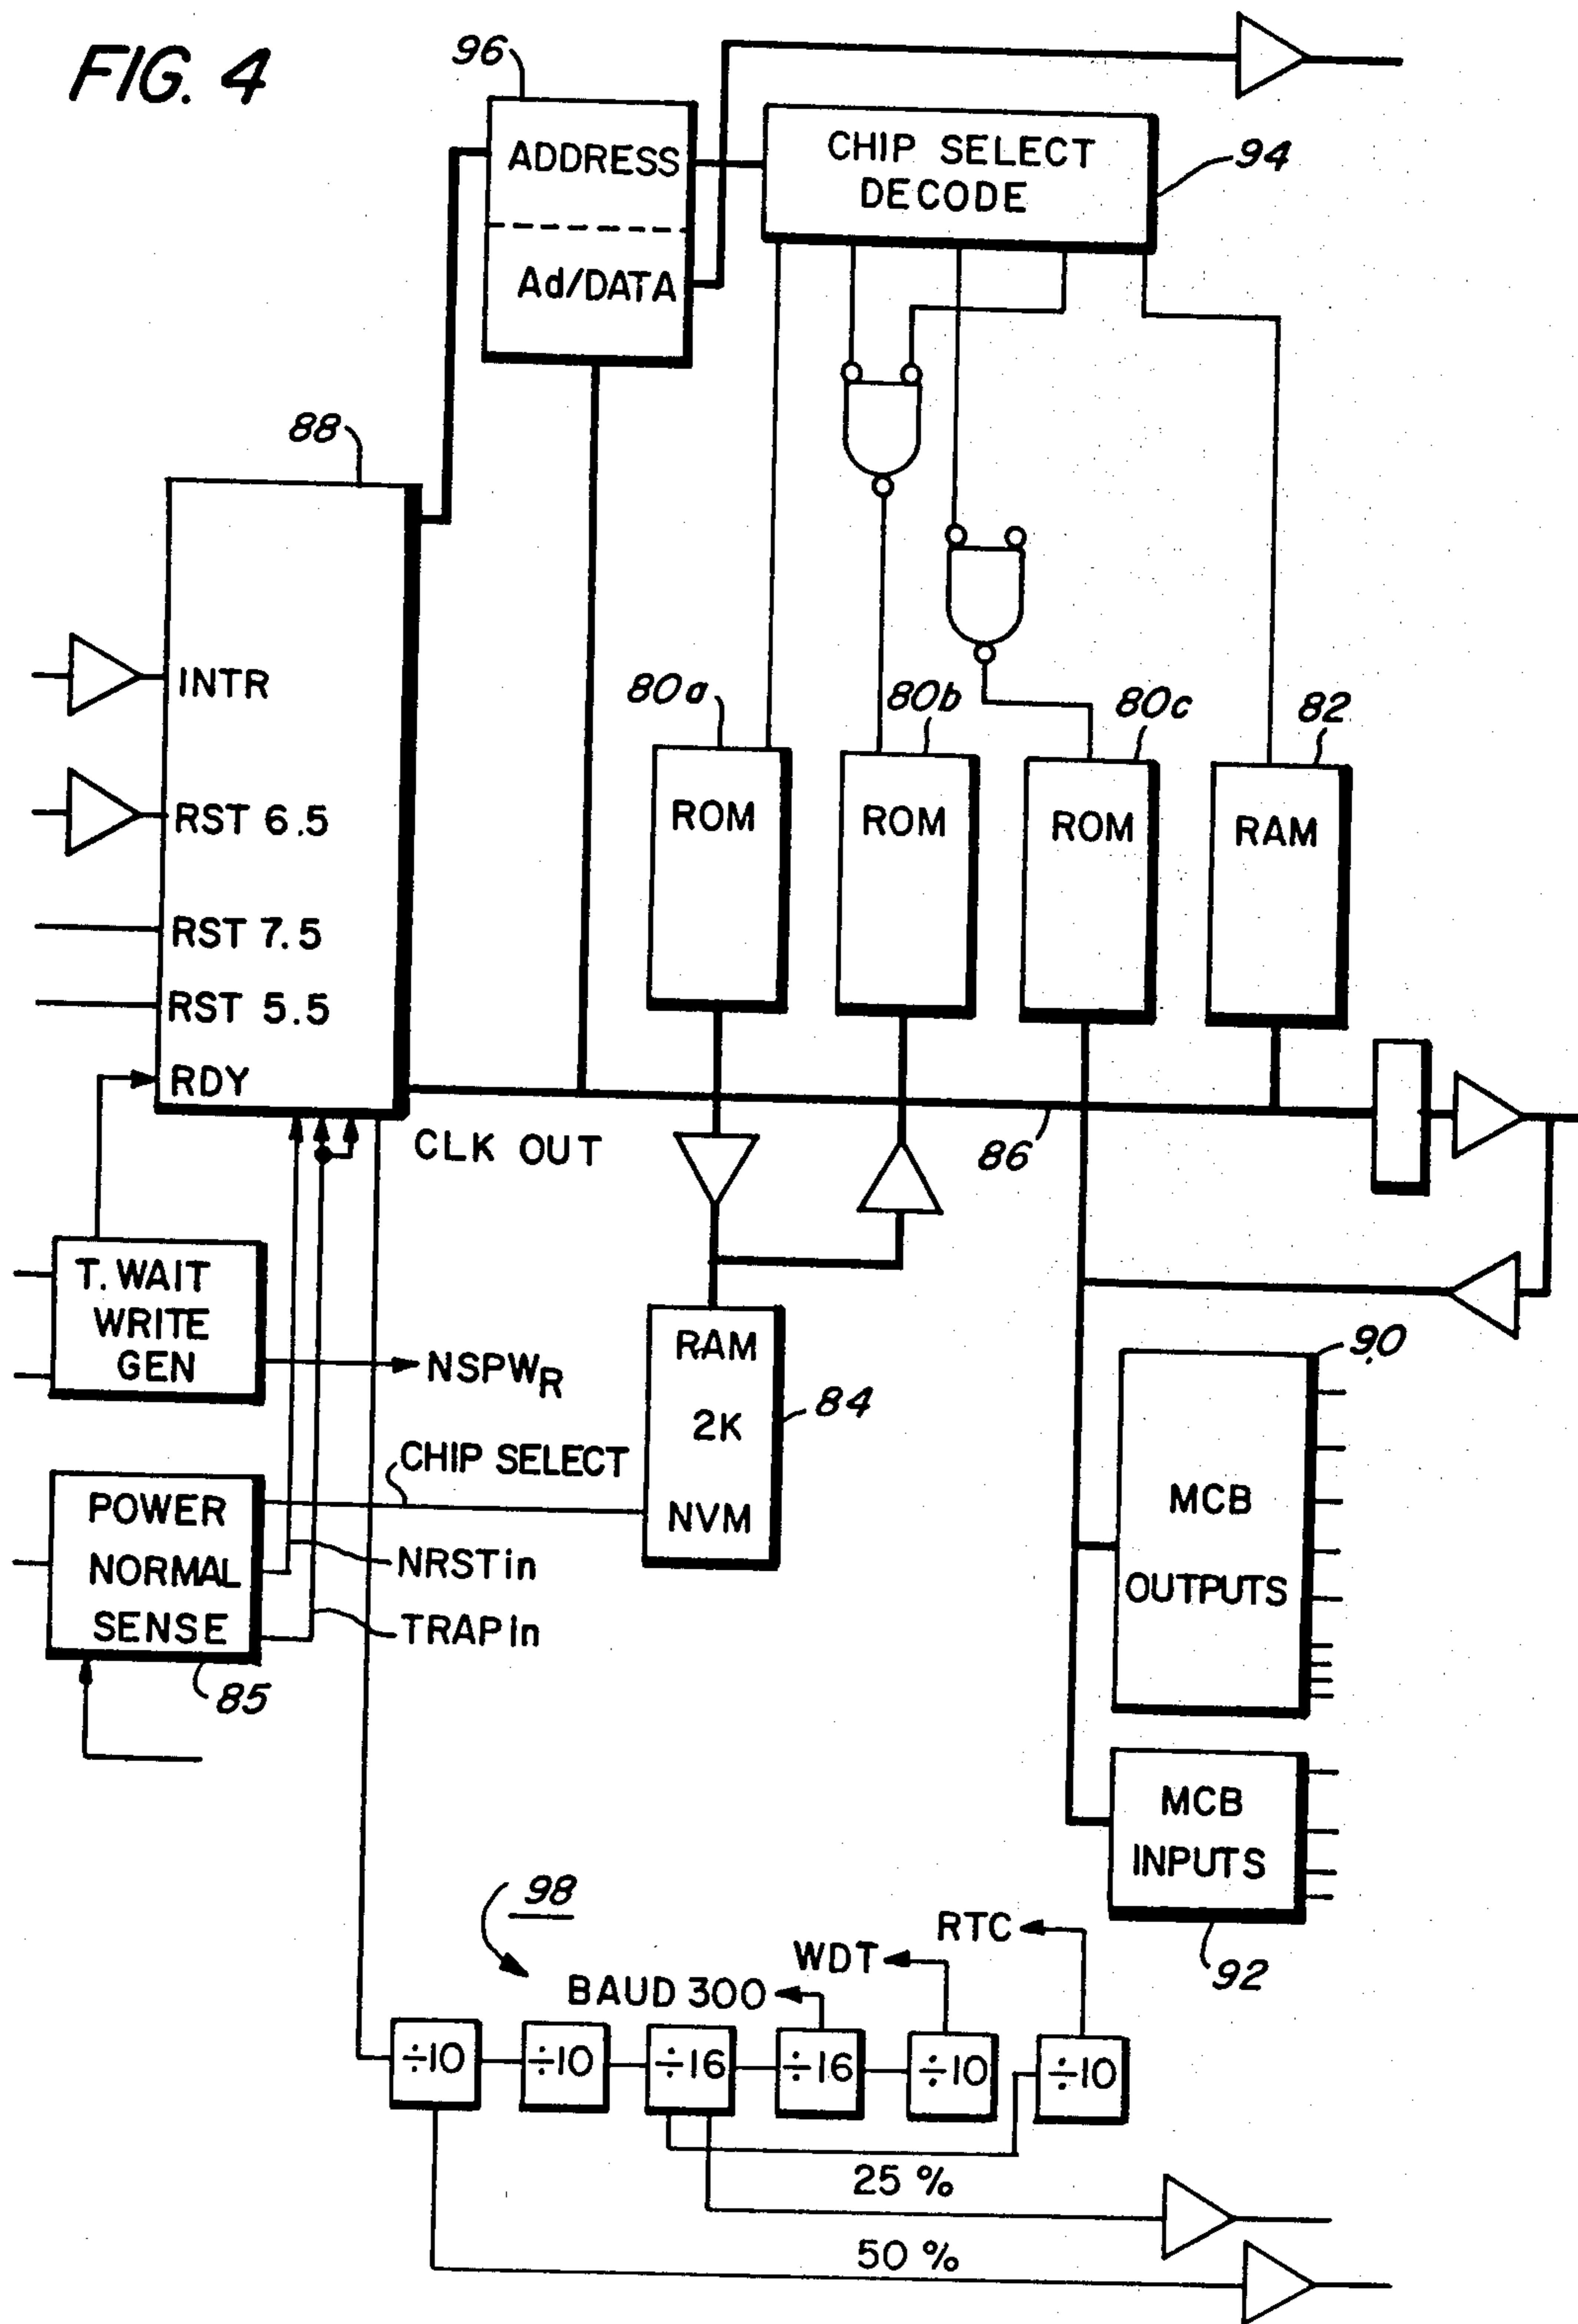 FIG. 4
96
ADDRESS
Ad/DATA
CHIP SELECT
DECODE
94
88
INTR
RST 6.5
RST 7.5
RST 5.5
RDY
CLK OUT
80a
ROM
80b
ROM
80c
ROM
82
RAM
86
T. WAIT
WRITE
GEN
NSPWR
RAM
2K
NVM
84
CHIP SELECT
POWER
NORMAL
SENSE
85
NRSTin
TRAPin
90
MCB
OUTPUTS
MCB
INPUTS
92
98
BAUD 300
WDT
RTC
÷10
÷10
÷16
÷16
÷10
÷10
25 %
50 %